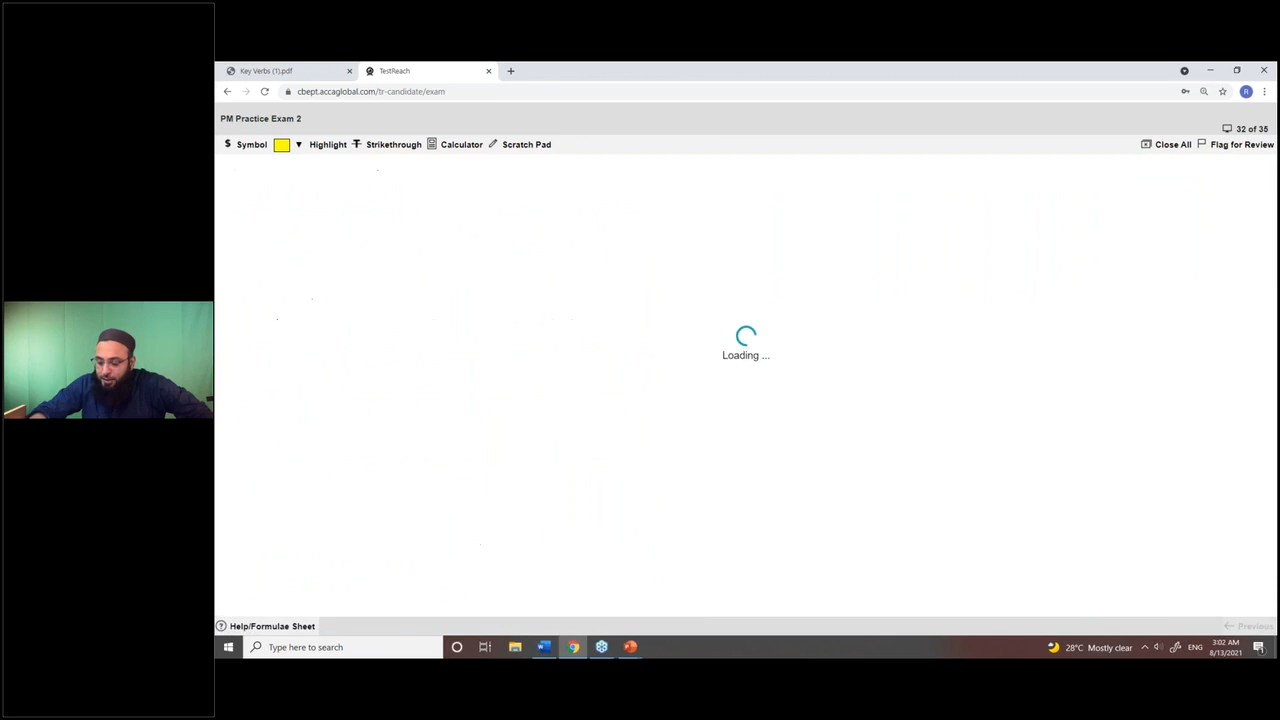 Key Verbs (1).pdf
TestReach
cbept.accaglobal.com/tr-candidate/exam
PM Practice Exam 2
32 of 35
Symbol Highlight Strikethrough Calculator Scratch Pad Close All Flag for Review
Loading ...
Help/Formulae Sheet Previous
Type here to search
28°C Mostly clear
ENG
3:02 AM
8/13/2021